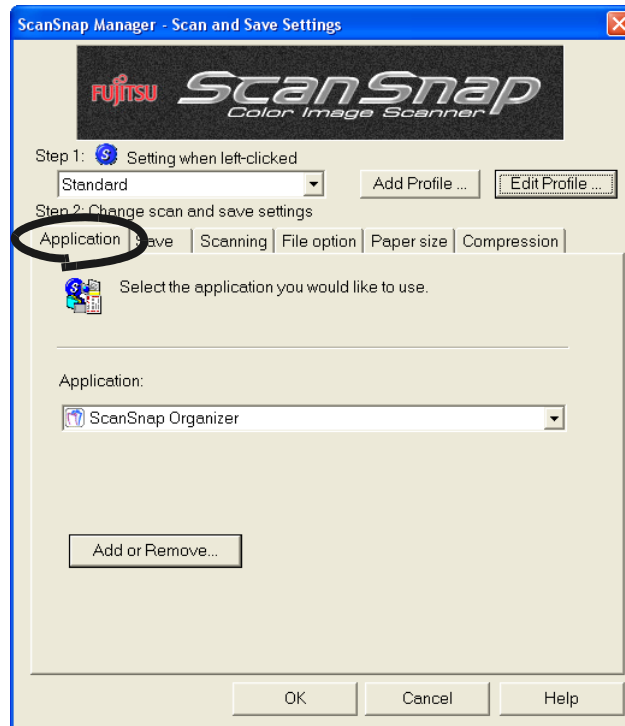 ScanSnap Manager - Scan and Save Settings
FUJITSU ScanSnap
Color Image Scanner
Step 1: Setting when left-clicked
Standard Add Profile ... Edit Profile ...
Step 2: Change scan and save settings
Application Save Scanning File option Paper size Compression
Select the application you would like to use.
Application:
ScanSnap Organizer
Add or Remove...
OK Cancel Help